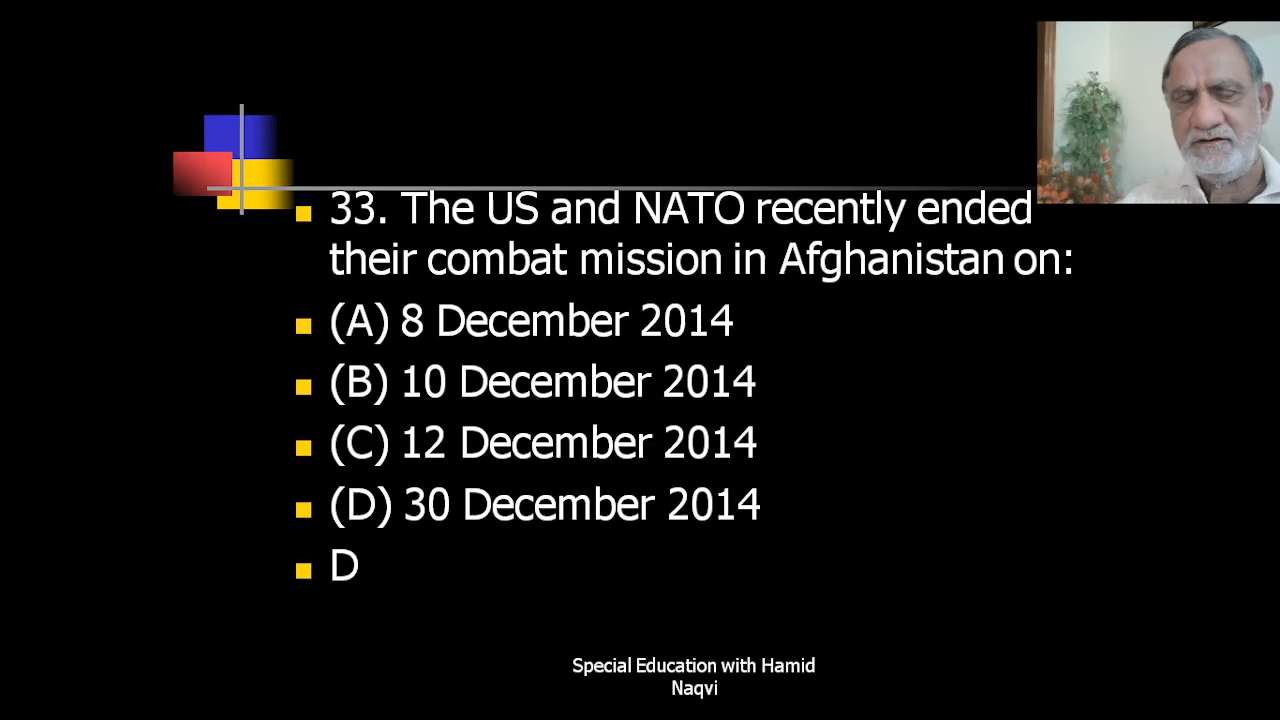 33. The US and NATO recently ended
their combat mission in Afghanistan on:
(A) 8 December 2014
(B) 10 December 2014
(C) 12 December 2014
(D) 30 December 2014
D
Special Education with Hamid
Naqvi